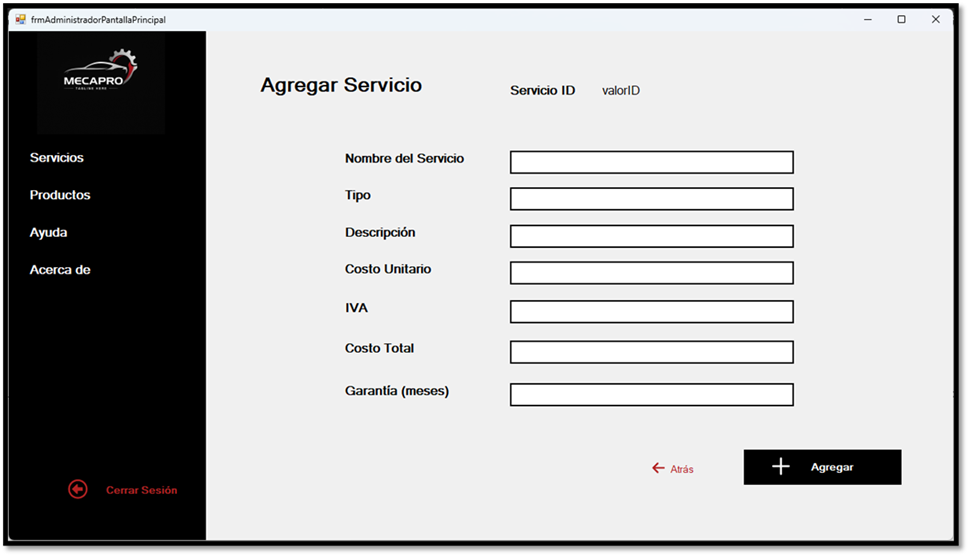 frmAdministradorPantallaPrincipal
MECAPRO
TAGLINE HERE
Servicios
Productos
Ayuda
Acerca de
Cerrar Sesión
Agregar Servicio
Servicio ID valorID
Nombre del Servicio
Tipo
Descripción
Costo Unitario
IVA
Costo Total
Garantía (meses)
Atrás
Agregar